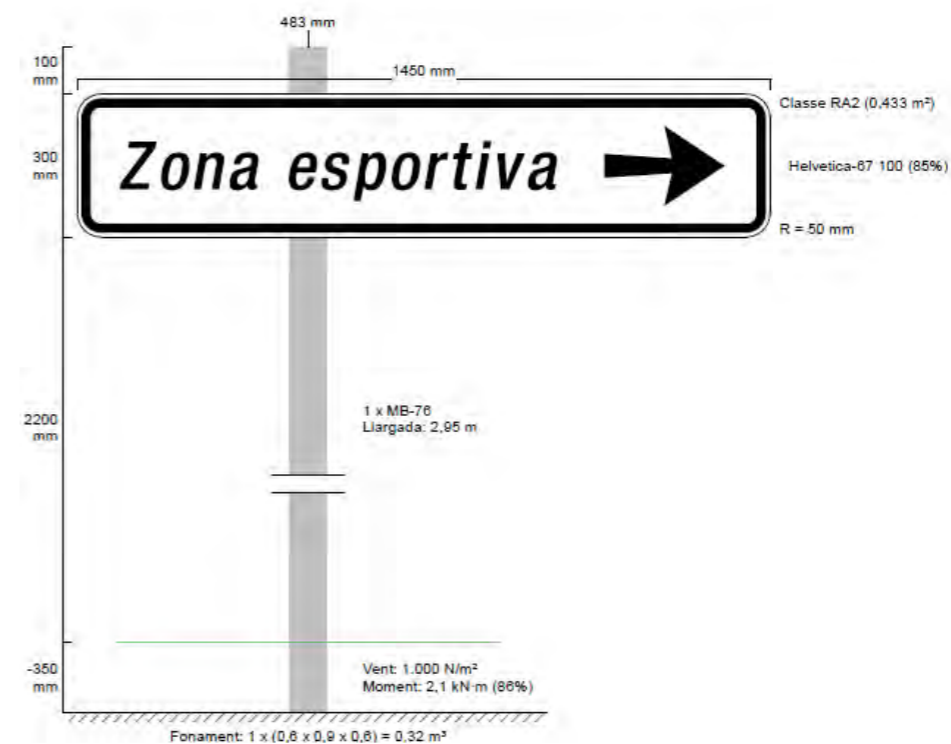 483 mm
100
mm
1450 mm
Classe RA2 (0,433 m²)
300
mm
Zona esportiva
Helvetica-67 100 (85%)
R = 50 mm
2200
mm
1 x MB-76
Llargada: 2,95 m
-350
mm
Vent: 1.000 N/m²
Moment: 2,1 kN·m (86%)
Fonament: 1 x (0,6 x 0,9 x 0,6) = 0,32 m³